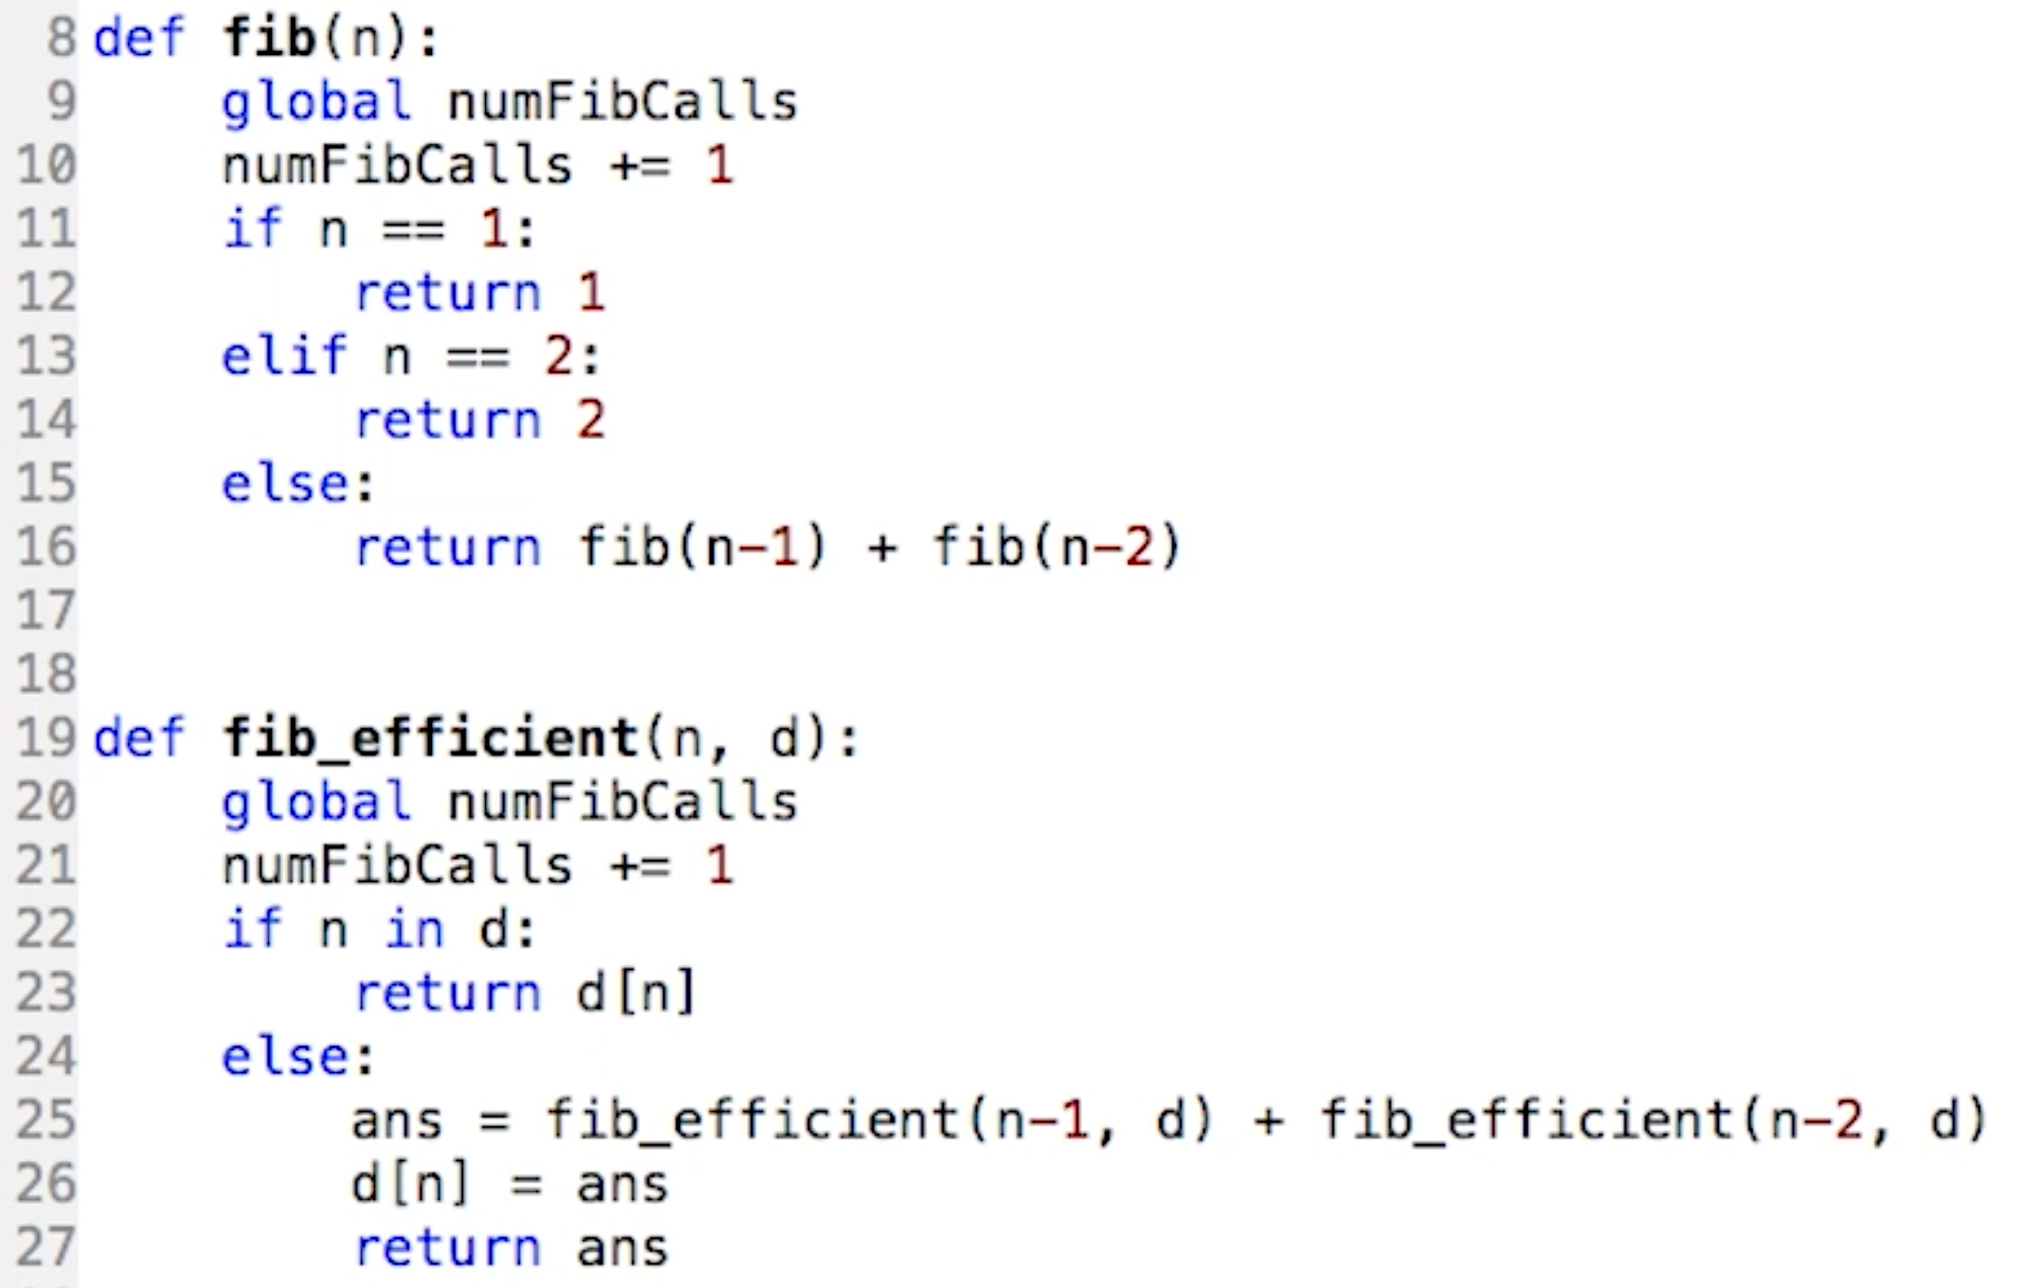 8 def fib(n):
9     global numFibCalls
10     numFibCalls += 1
11     if n == 1:
12         return 1
13     elif n == 2:
14         return 2
15     else:
16         return fib(n-1) + fib(n-2)
17
18
19 def fib_efficient(n, d):
20     global numFibCalls
21     numFibCalls += 1
22     if n in d:
23         return d[n]
24     else:
25         ans = fib_efficient(n-1, d) + fib_efficient(n-2, d)
26         d[n] = ans
27         return ans